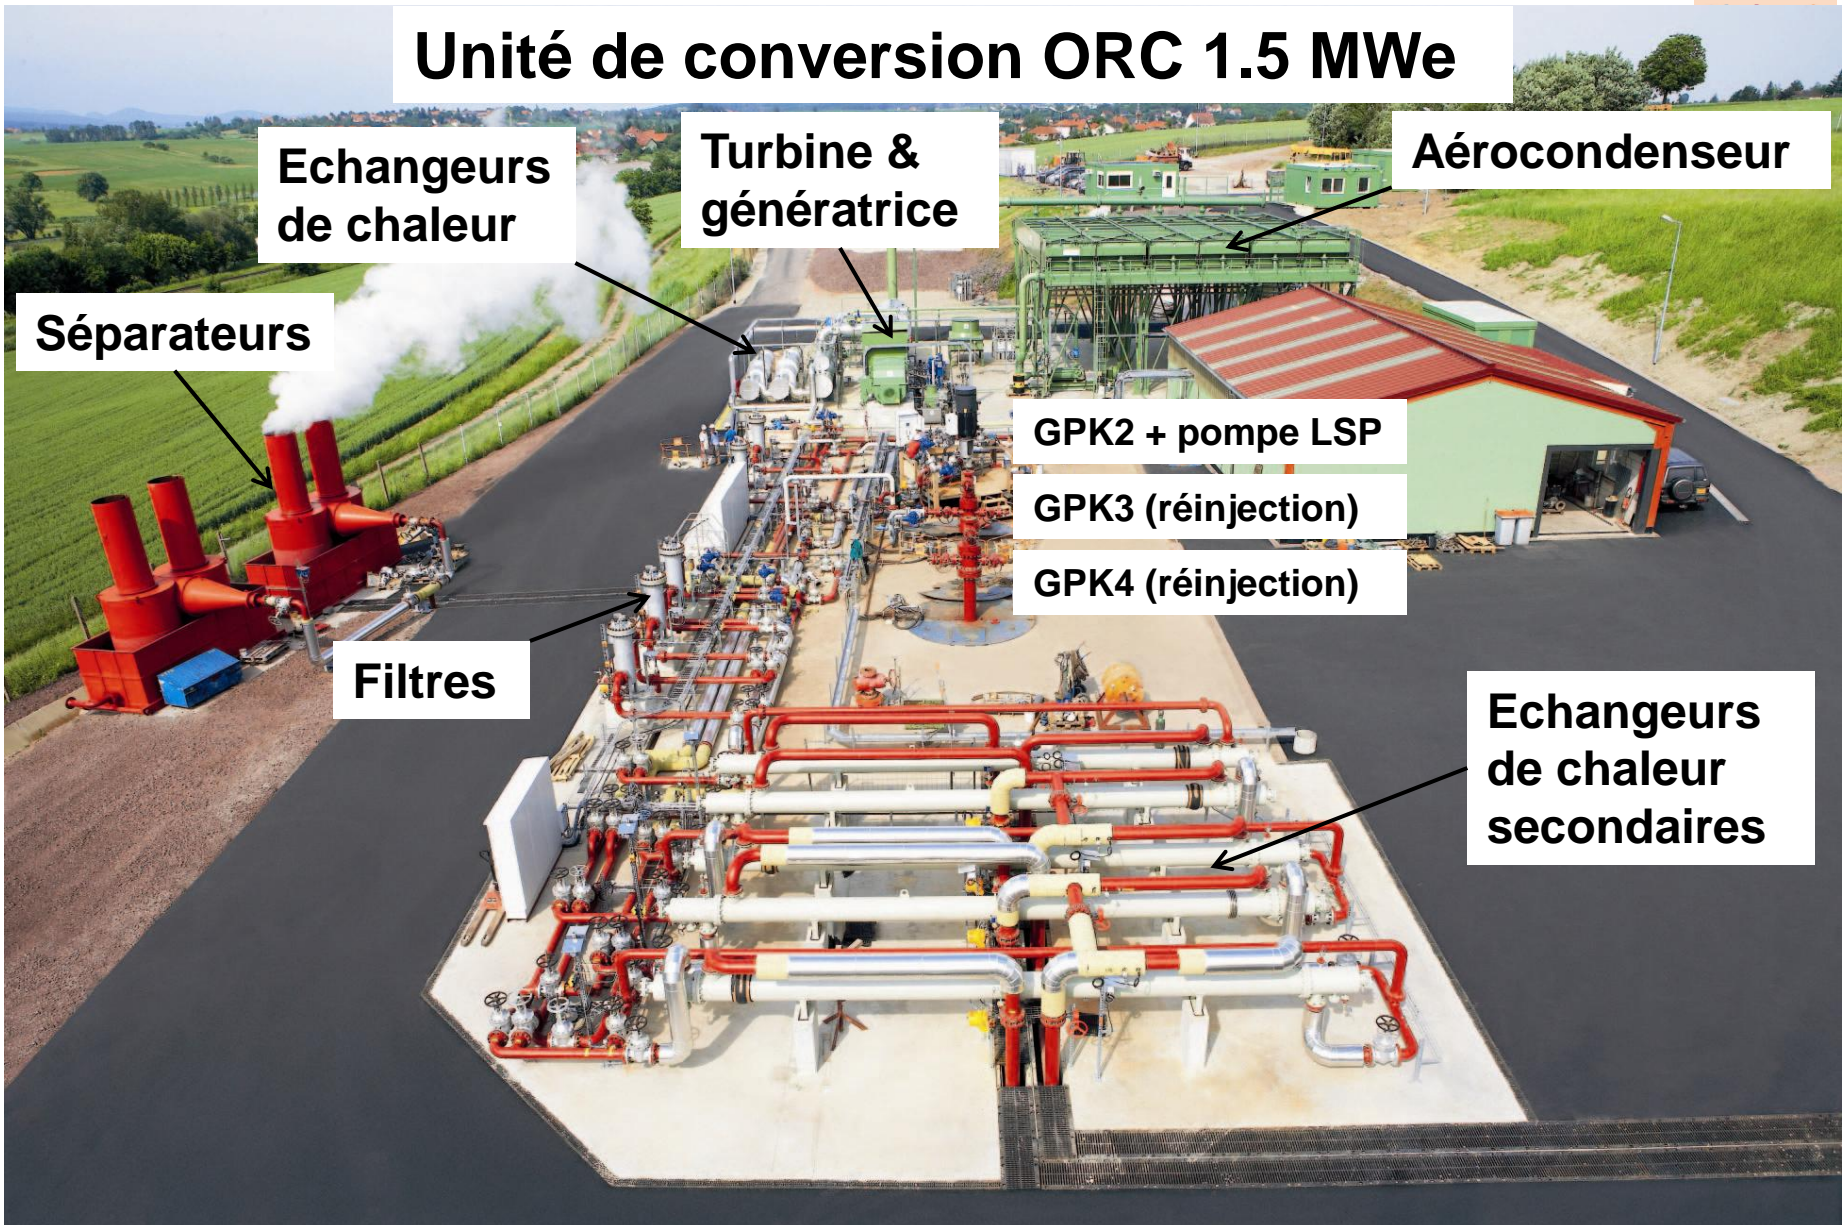 Unité de conversion ORC 1.5 MWe
Echangeurs
de chaleur
Turbine &
génératrice
Aérocondenseur
Séparateurs
GPK2 + pompe LSP
GPK3 (réinjection)
GPK4 (réinjection)
Filtres
Echangeurs
de chaleur
secondaires